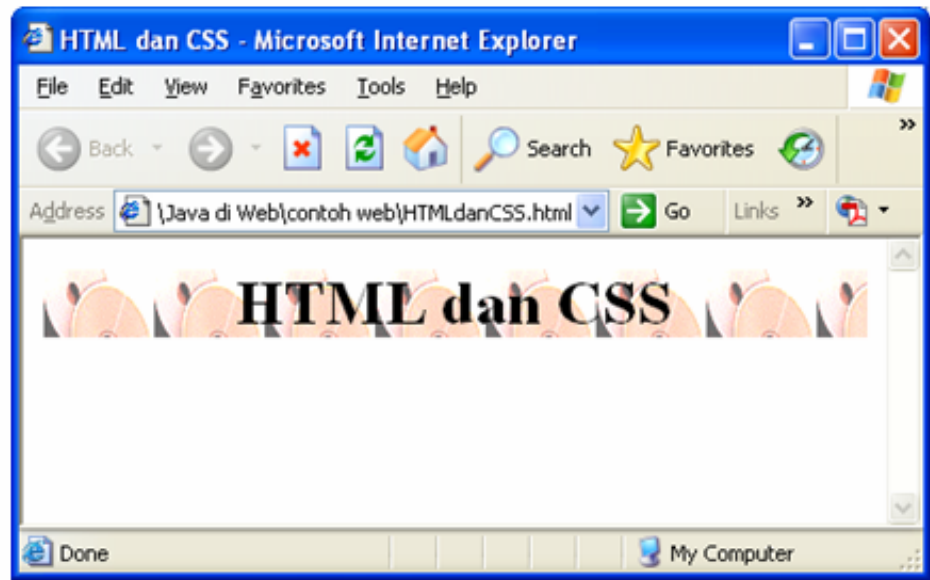 HTML dan CSS - Microsoft Internet Explorer
File Edit View Favorites Tools Help
Back Search Favorites »
Address \Java di Web\contoh web\HTMLdanCSS.html Go Links »
HTML dan CSS
Done My Computer